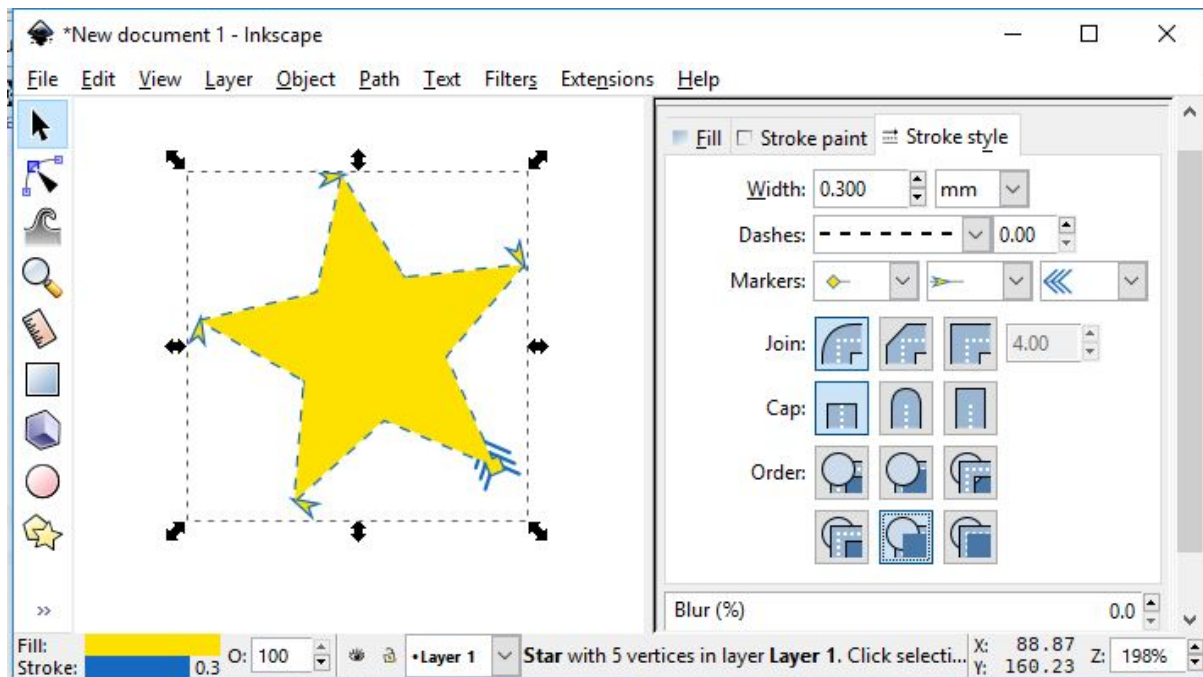 *New document 1 - Inkscape
File Edit View Layer Object Path Text Filters Extensions Help
Fill Stroke paint Stroke style
Width: 0.300 mm
Dashes: 0.00
Markers:
Join: 4.00
Cap:
Order:
Blur (%) 0.0
Fill:
Stroke: 0.3 O: 100 •Layer 1 Star with 5 vertices in layer Layer 1. Click selecti... X: 88.87 Z: 198%
Y: 160.23